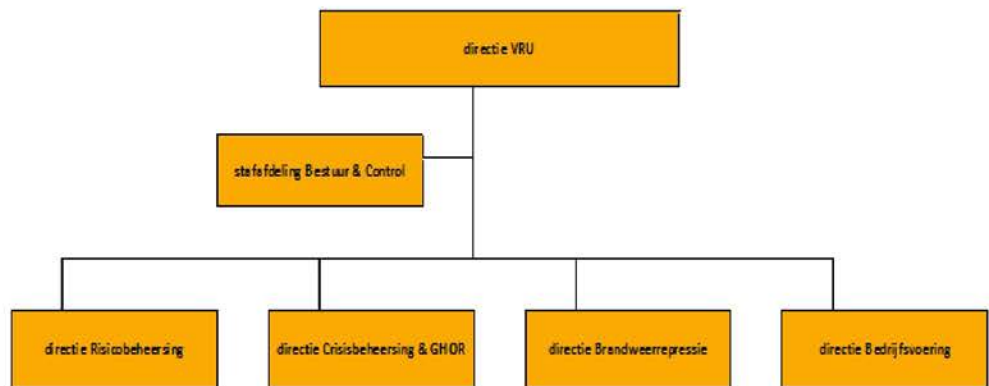 directie VRU
stafafdeling Bestuur & Control
directie Risicobeheersing
directie Crisisbeheersing & GHOR
directie Brandweerrepressie
directie Bedrijfsvoering